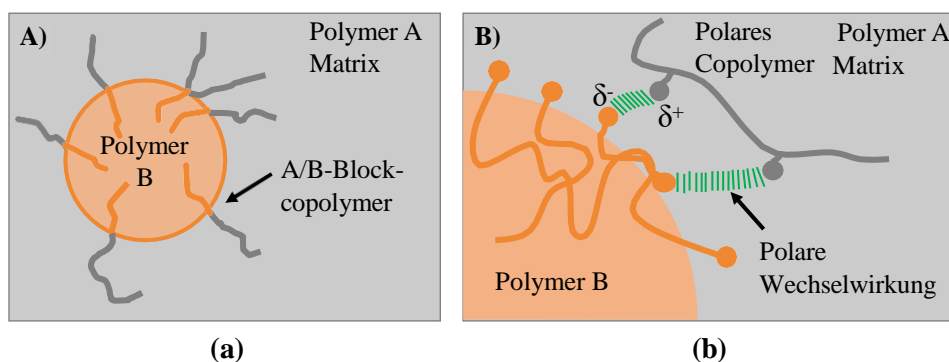 A)
Polymer A
Matrix
Polymer
B
A/B-Block-
copolymer
(a)
B)
Polares
Copolymer
Polymer A
Matrix
δ-
δ+
Polymer B
Polare
Wechselwirkung
(b)